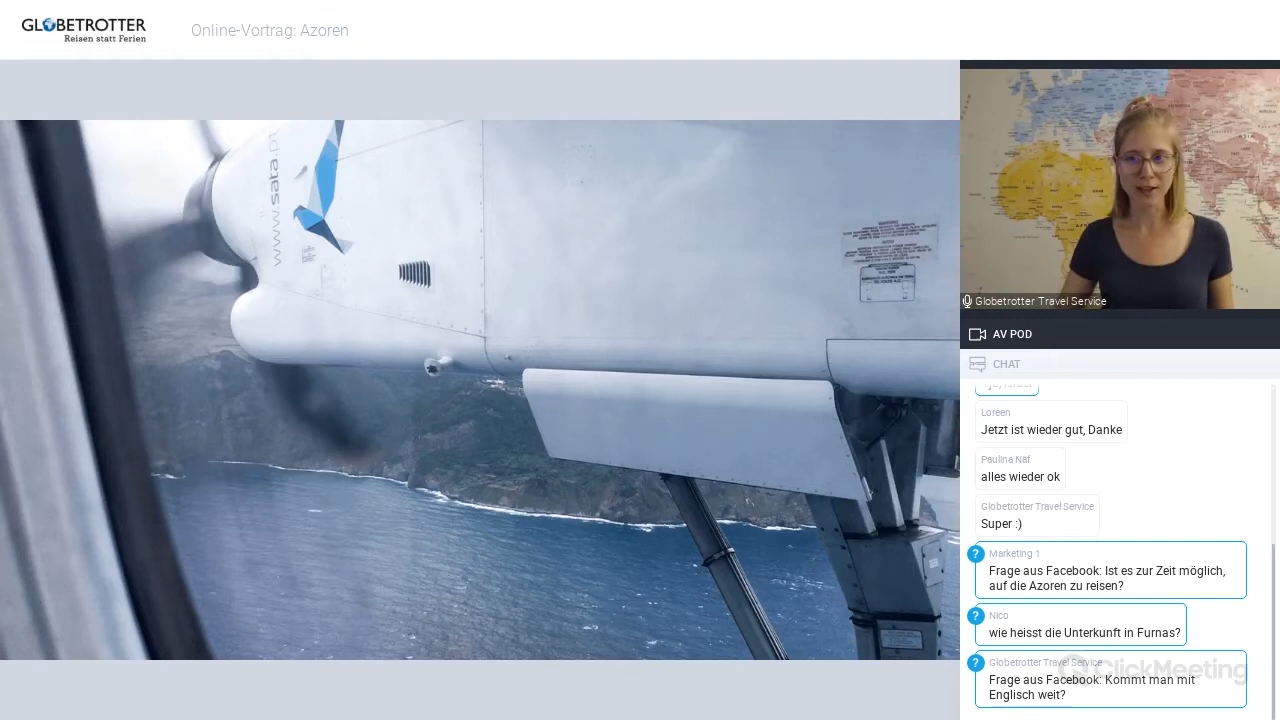 GLOBETROTTER
Reisen statt Ferien
Online-Vortrag: Azoren
www.sata.pt
Globetrotter Travel Service
AV POD
CHAT
Loreen
Jetzt ist wieder gut, Danke
Paulina Näf
alles wieder ok
Globetrotter Travel Service
Super :)
? Marketing 1
Frage aus Facebook: Ist es zur Zeit möglich,
auf die Azoren zu reisen?
? Nico
wie heisst die Unterkunft in Furnas?
? Globetrotter Travel Service
Frage aus Facebook: Kommt man mit
Englisch weit?
ClickMeeting